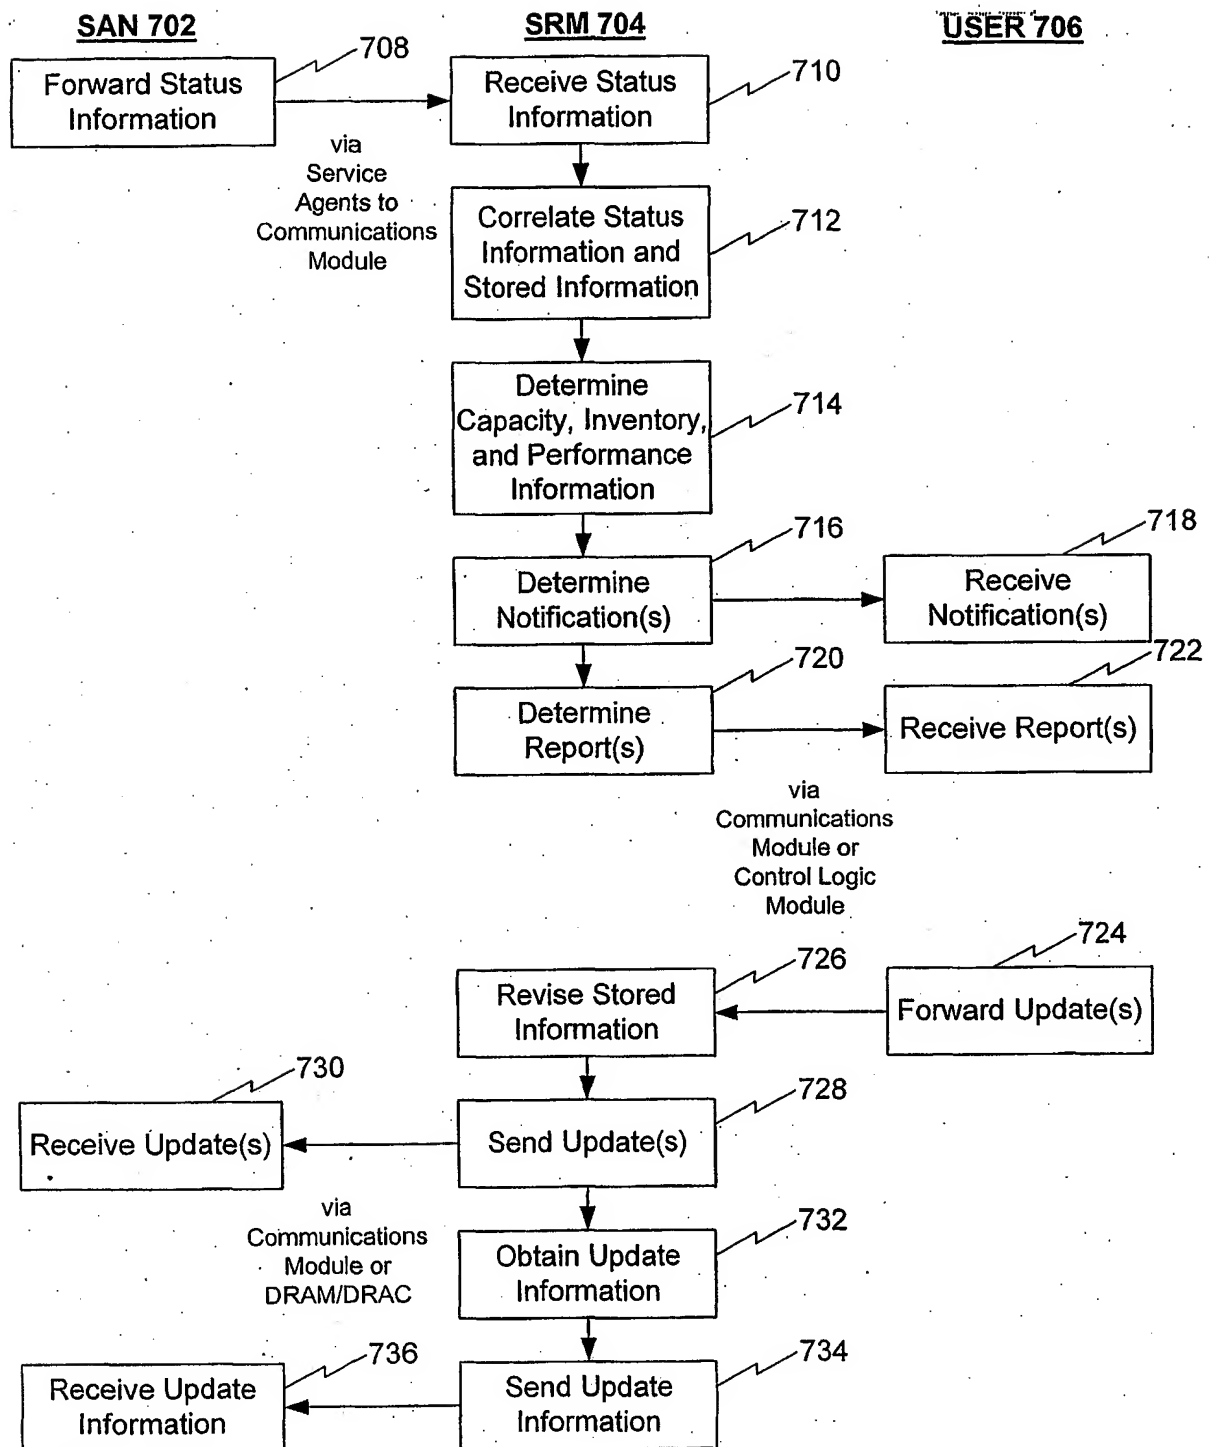 SAN 702
SRM 704
USER 706
708
Forward Status
Information
710
Receive Status
Information
via
Service
Agents to
Communications
Module
712
Correlate Status
Information and
Stored Information
714
Determine
Capacity, Inventory,
and Performance
Information
716
Determine
Notification(s)
718
Receive
Notification(s)
720
Determine
Report(s)
722
Receive Report(s)
via
Communications
Module or
Control Logic
Module
724
Forward Update(s)
726
Revise Stored
Information
728
Send Update(s)
730
Receive Update(s)
via
Communications
Module or
DRAM/DRAC
732
Obtain Update
Information
734
Send Update
Information
736
Receive Update
Information